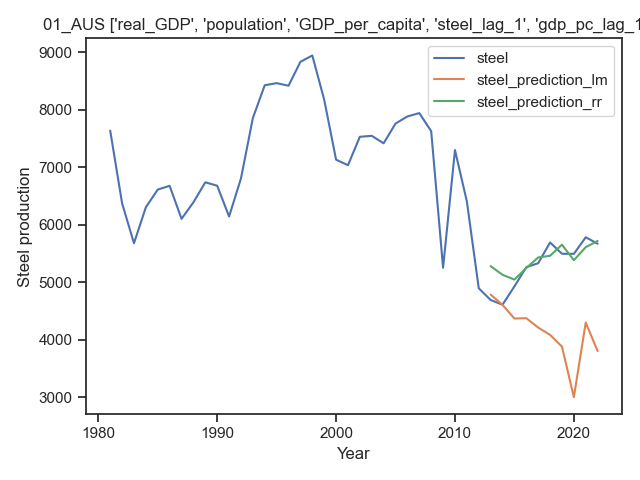 01_AUS ['real_GDP', 'population', 'GDP_per_capita', 'steel_lag_1', 'gdp_pc_lag_1
steel
steel_prediction_lm
steel_prediction_rr
9000
8000
7000
6000
5000
4000
3000
Steel production
1980
1990
2000
2010
2020
Year